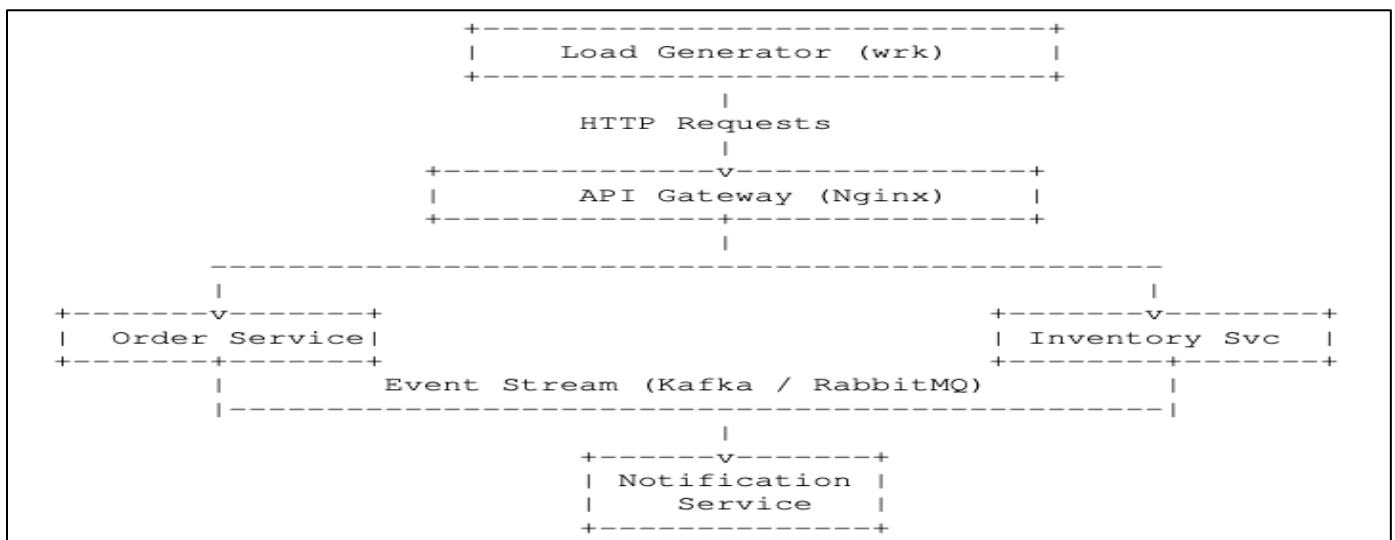 Load Generator (wrk)
HTTP Requests
API Gateway (Nginx)
Order Service
Inventory Svc
Event Stream (Kafka / RabbitMQ)
Notification
Service